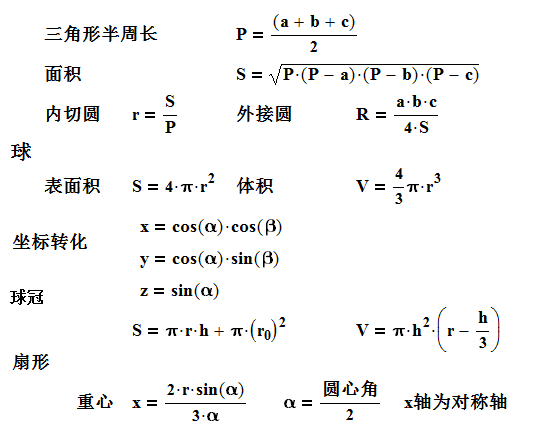 三角形半周长 P = (a + b + c) / 2
面积 S = √P·(P − a)·(P − b)·(P − c)
内切圆 r = S / P 外接圆 R = a·b·c / 4·S
球
表面积 S = 4·π·r² 体积 V = 4/3 π·r³
x = cos(α)·cos(β)
坐标转化
y = cos(α)·sin(β)
z = sin(α)
球冠
S = π·r·h + π·(r₀)² V = π·h²·(r − h/3)
扇形
重心 x = 2·r·sin(α) / 3·α α = 圆心角 / 2 x轴为对称轴